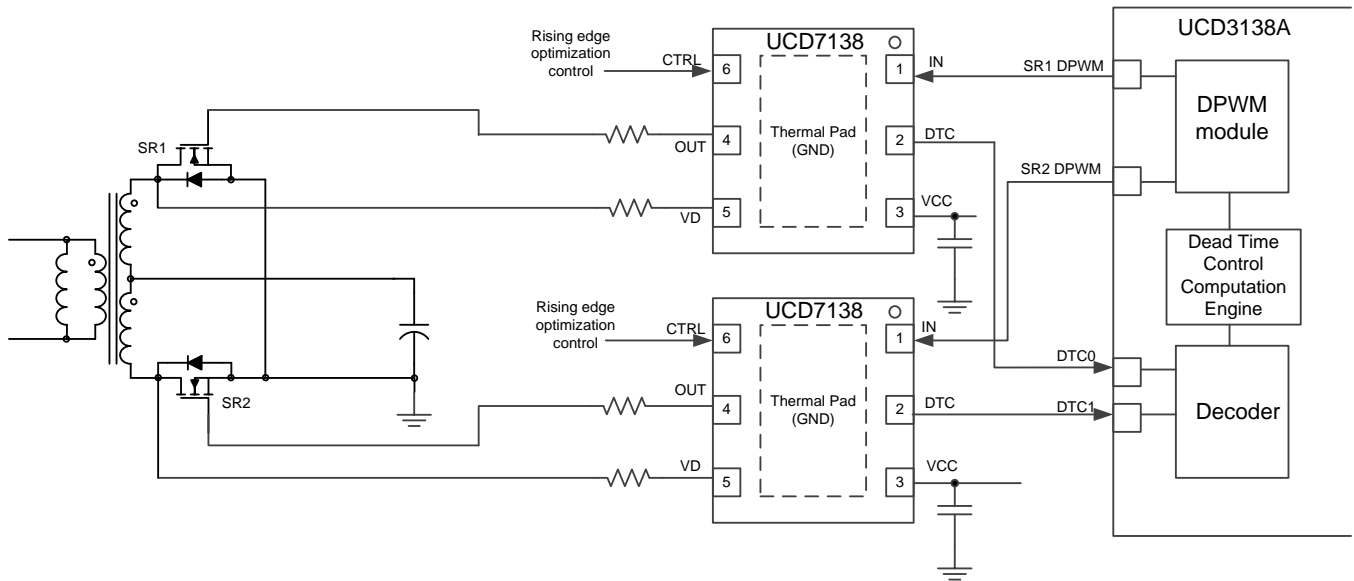 UCD7138
Rising edge
optimization
control
CTRL
6
1
IN
SR1 DPWM
UCD3138A
DPWM
module
SR1
OUT
4
Thermal Pad
(GND)
2
DTC
SR2 DPWM
VD
5
3
VCC
Dead Time
Control
Computation
Engine
UCD7138
Rising edge
optimization
control
CTRL
6
1
IN
DTC0
SR2
OUT
4
Thermal Pad
(GND)
2
DTC
DTC1
Decoder
VD
5
3
VCC